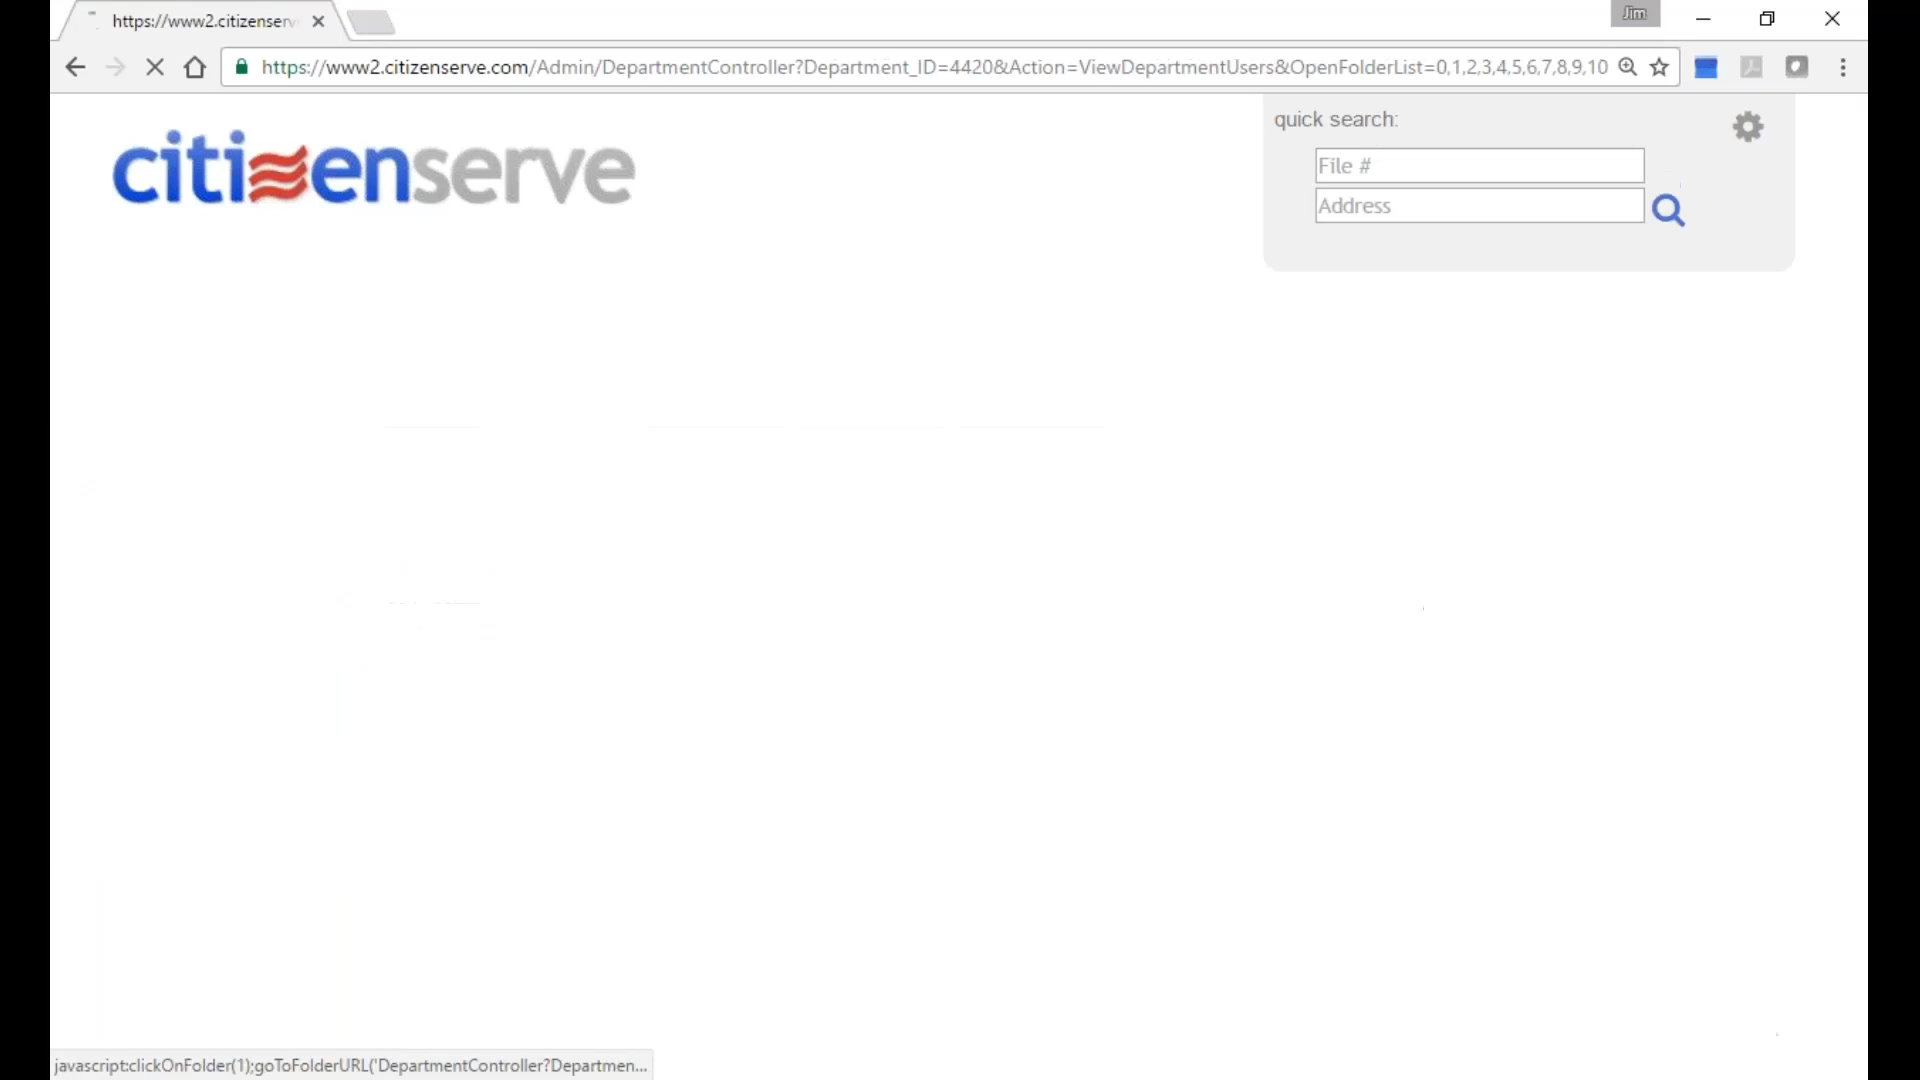 https://www2.citizenserv
Jim
https://www2.citizenserve.com/Admin/DepartmentController?Department_ID=4420&Action=ViewDepartmentUsers&OpenFolderList=0,1,2,3,4,5,6,7,8,9,10
citizenserve
quick search:
File #
Address
javascript:clickOnFolder(1);goToFolderURL('DepartmentController?Departmen...